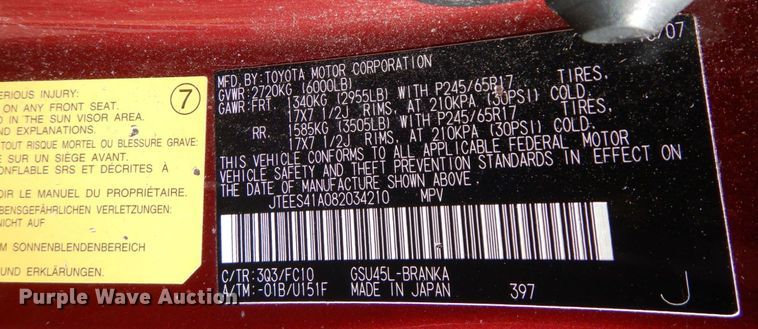 ERIOUS INJURY:
ON ANY FRONT SEAT.
IN THE SUN VISOR AREA
AND EXPLANATIONS.
7
TOUT RISQUE MORT OU BLESSURE GRAVE:
SUR UN SIÈGE AVANT.
CONFLABLE SRS ET DÉCRITES À
OIR LE MANUEL DU PROPRIÉTAIRE.
BENSGEFÄHRLICHEN VERLETZUNGEN.
M SONNENBLENDENBEREICH
UND ERKLÄRUNGEN.
/07
MFD.BY:TOYOTA MOTOR CORPORATION
GVWR:2720KG (6000LB)
GAWR:FRT. 1340KG (2955LB) WITH P245/65R17 TIRES,
17X7 1/2J RIMS, AT 210KPA (30PSI) COLD.
RR. 1585KG (3505LB) WITH P245/65R17 TIRES,
17X7 1/2J RIMS, AT 210KPA (30PSI) COLD.
THIS VEHICLE CONFORMS TO ALL APPLICABLE FEDERAL MOTOR
VEHICLE SAFETY AND THEFT PREVENTION STANDARDS IN EFFECT ON
THE DATE OF MANUFACTURE SHOWN ABOVE.
JTEES41A082034210 MPV
C/TR: 3Q3/FC10 GSU45L-BRANKA
A/TM: -01B/U151F MADE IN JAPAN 397 J
Purple Wave Auction